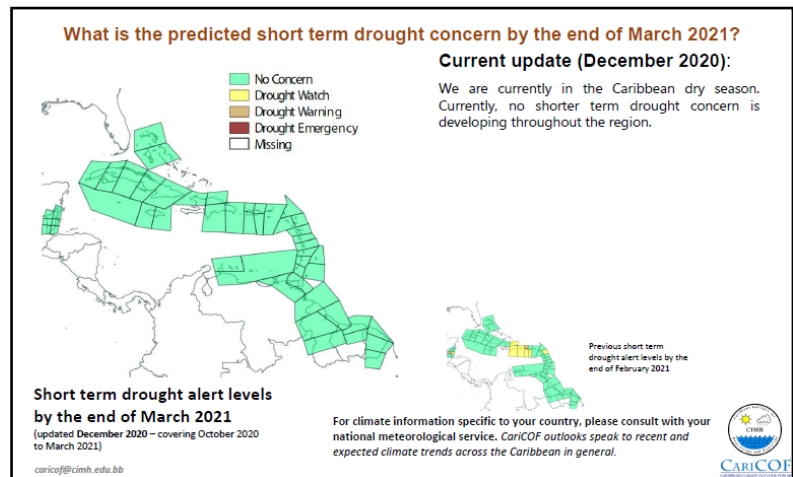 What is the predicted short term drought concern by the end of March 2021?
Current update (December 2020):
We are currently in the Caribbean dry season.
Currently, no shorter term drought concern is
developing throughout the region.
No Concern
Drought Watch
Drought Warning
Drought Emergency
Missing
Previous short term
drought alert levels by the
end of February 2021
Short term drought alert levels
by the end of March 2021
(updated December 2020 – covering October 2020
to March 2021)
caricof@cimh.edu.bb
For climate information specific to your country, please consult with your
national meteorological service. CariCOF outlooks speak to recent and
expected climate trends across the Caribbean in general.
CIMH
CARICOF